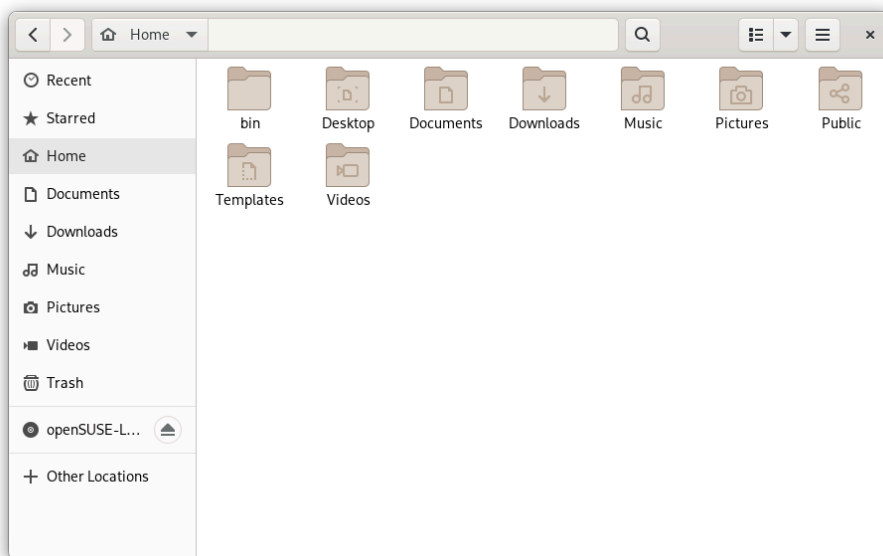 Home
Recent
Starred
Home
Documents
Downloads
Music
Pictures
Videos
Trash
openSUSE-L...
Other Locations
bin Desktop Documents Downloads Music Pictures Public
Templates Videos